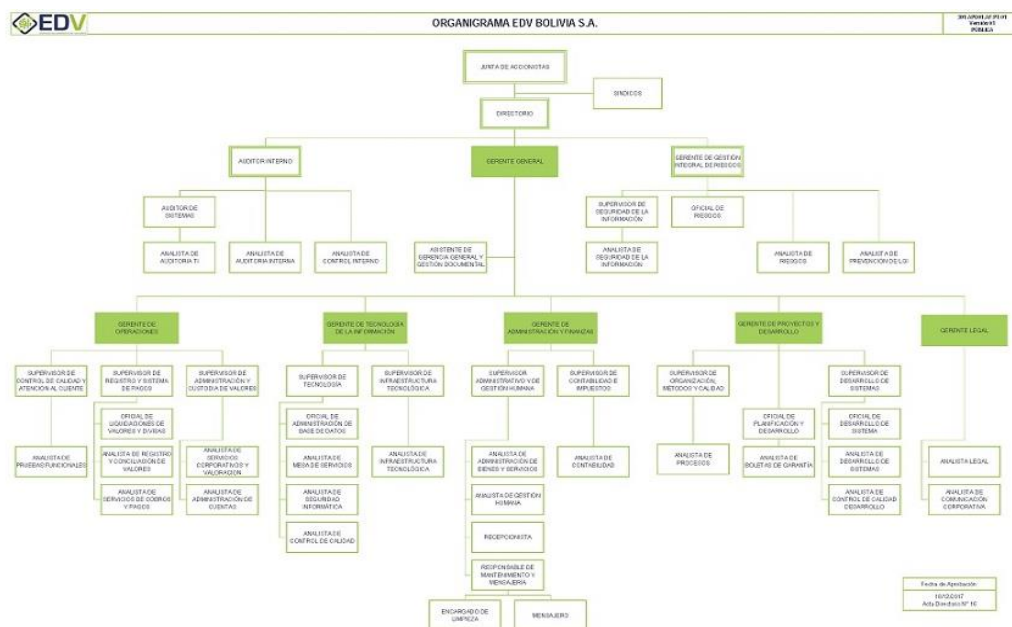 EDV
ORGANIGRAMA EDV BOLIVIA S.A.
PÚBLICA
JUNTA DE ACCIONISTAS
SINDICOS
DIRECTORIO
AUDITOR INTERNO
GERENTE GENERAL
GERENTE DE GESTIÓN
INTEGRAL DE RIESGOS
AUDITOR DE
SISTEMAS
SUPERVISOR DE
SEGURIDAD DE LA
INFORMACIÓN
OFICIAL DE
RIESGOS
ANALISTA DE
AUDITORIA TI
ANALISTA DE
AUDITORIA INTERNA
ANALISTA DE
CONTROL INTERNO
ASISTENTE DE
GERENCIA GENERAL Y
GESTIÓN DOCUMENTAL
ANALISTA DE
SEGURIDAD DE LA
INFORMACIÓN
ANALISTA DE
RIESGOS
ANALISTA DE
PREVENCIÓN DE LGI
GERENTE DE
OPERACIONES
GERENTE DE TECNOLOGÍA
DE LA INFORMACIÓN
GERENTE DE
ADMINISTRACIÓN Y FINANZAS
GERENTE DE PROYECTOS Y
DESARROLLO
GERENTE LEGAL
SUPERVISOR DE
CONTROL DE CALIDAD Y
ATENCION AL CLIENTE
SUPERVISOR DE
REGISTRO Y SISTEMA
DE PAGOS
SUPERVISOR DE
ADMINISTRACIÓN Y
CUSTODIA DE VALORES
SUPERVISOR DE
TECNOLOGÍA
SUPERVISOR DE
INFRAESTRUCTURA
TECNOLÓGICA
SUPERVISOR
ADMINISTRATIVO Y DE
GESTIÓN HUMANA
SUPERVISOR DE
CONTABILIDAD E
IMPUESTOS
SUPERVISOR DE
ORGANIZACIÓN,
MÉTODOS Y CALIDAD
SUPERVISOR DE
DESARROLLO DE
SISTEMAS
OFICIAL DE
LIQUIDACIONES DE
VALORES Y DIVISAS
OFICIAL DE
ADMINISTRACIÓN DE
BASE DE DATOS
OFICIAL DE
PLANIFICACIÓN Y
DESARROLLO
OFICIAL DE
DESARROLLO DE
SISTEMA
ANALISTA DE
PRUEBAS FUNCIONALES
ANALISTA DE REGISTRO
Y CONCILIACIÓN DE
VALORES
ANALISTA DE
SERVICIOS
CORPORATIVOS Y
VALORACION
ANALISTA DE
MESA DE SERVICIOS
ANALISTA DE
INFRAESTRUCTURA
TECNOLÓGICA
ANALISTA DE
ADMINISTRACIÓN DE
BIENES Y SERVICIOS
ANALISTA DE
CONTABILIDAD
ANALISTA DE
PROCESOS
ANALISTA DE
BOLETAS DE GARANTÍA
ANALISTA DE
DESARROLLO DE
SISTEMAS
ANALISTA LEGAL
ANALISTA DE
SERVICIOS DE COBROS
Y PAGOS
ANALISTA DE
ADMINISTRACIÓN DE
CUENTAS
ANALISTA DE
SEGURIDAD
INFORMÁTICA
ANALISTA DE GESTIÓN
HUMANA
ANALISTA DE
CONTROL DE CALIDAD
DESARROLLO
ANALISTA DE
COMUNICACIÓN
CORPORATIVA
ANALISTA
DE CONTROL DE CALIDAD
RECEPCIONISTA
RESPONSABLE DE
MANTENIMIENTO Y
MENSAJERÍA
ENCARGADO DE
LIMPIEZA
MENSAJERO
Fecha de Aprobación
Acta Directorio N° 10